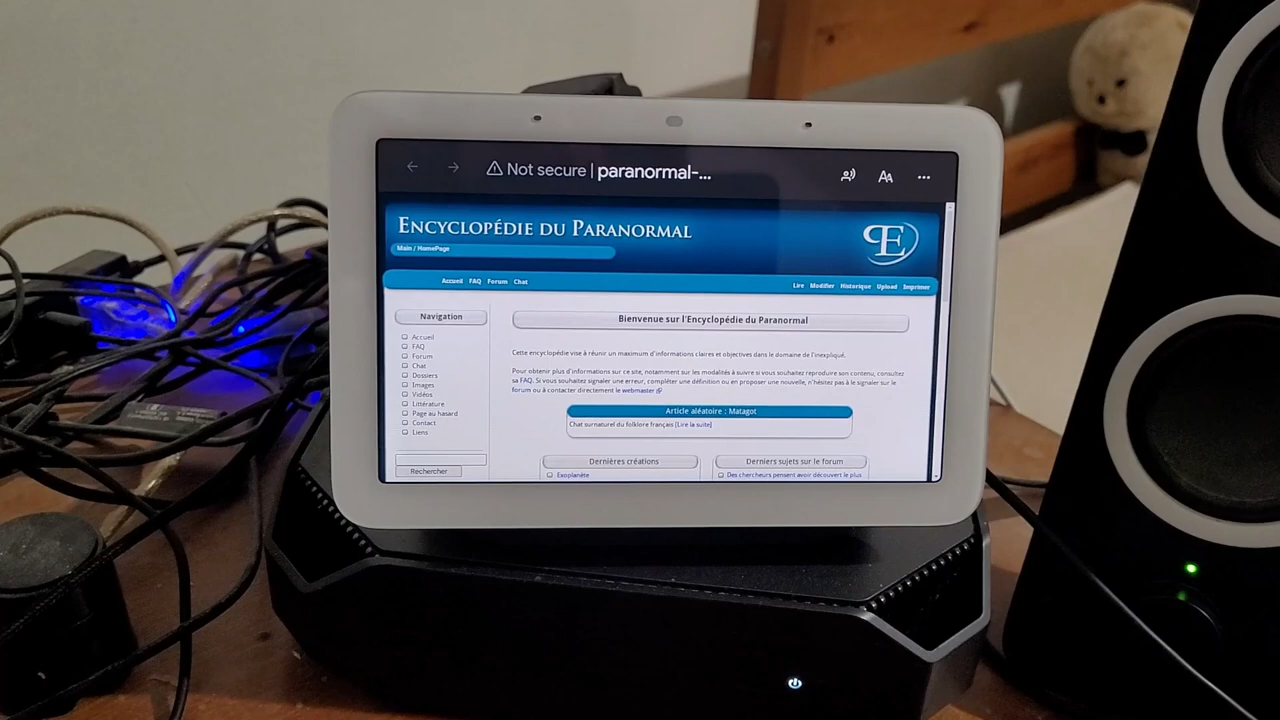 Not secure | paranormal-...
AA
ENCYCLOPÉDIE DU PARANORMAL
PE
Main / HomePage
Accueil FAQ Forum Chat
Lire Modifier Historique Upload Imprimer
Navigation
Accueil
FAQ
Forum
Chat
Dossiers
Images
Vidéos
Littérature
Page au hasard
Contact
Liens
Rechercher
Bienvenue sur l'Encyclopédie du Paranormal
Cette encyclopédie vise à réunir un maximum d'informations claires et objectives dans le domaine de l'inexpliqué.
Pour obtenir plus d'informations sur ce site, notamment sur les modalités à suivre si vous souhaitez reproduire son contenu, consultez
sa FAQ. Si vous souhaitez signaler une erreur, compléter une définition ou en proposer une nouvelle, n'hésitez pas à le signaler sur le
forum ou à contacter directement le webmaster
Article aléatoire : Matagot
Chat surnaturel du folklore français [Lire la suite]
Dernières créations
Exoplanète
Derniers sujets sur le forum
Des chercheurs pensent avoir découvert le plus